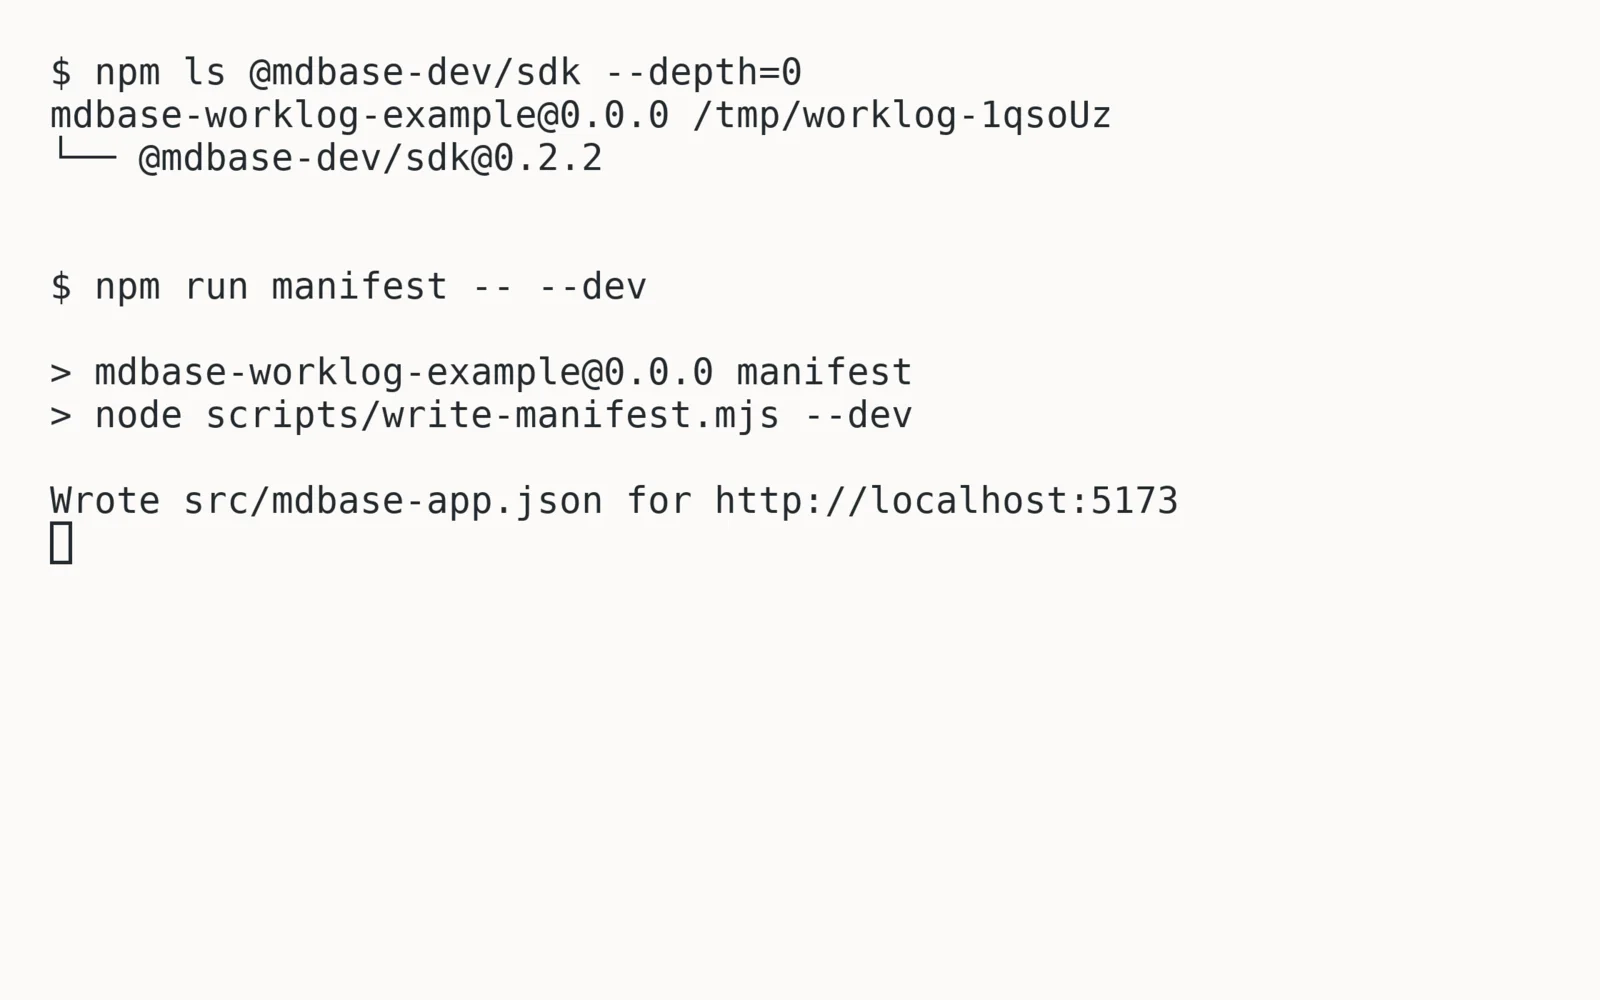 $ npm ls @mdbase-dev/sdk --depth=0
mdbase-worklog-example@0.0.0 /tmp/worklog-1qsoUz
└── @mdbase-dev/sdk@0.2.2
$ npm run manifest -- --dev
> mdbase-worklog-example@0.0.0 manifest
> node scripts/write-manifest.mjs --dev
Wrote src/mdbase-app.json for http://localhost:5173